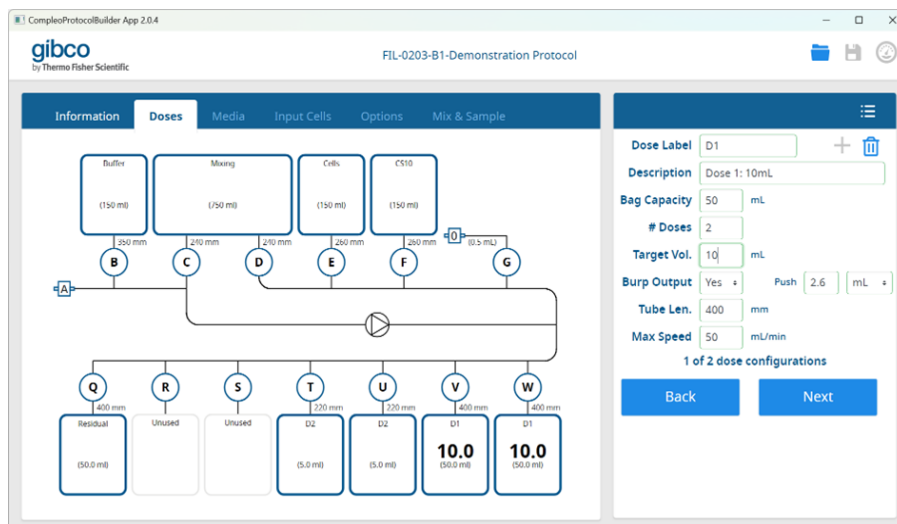 CompleoProtocolBuilder App 2.0.4
gibco
by Thermo Fisher Scientific
FIL-0203-B1-Demonstration Protocol
Information Doses Media Input Cells Options Mix & Sample
Buffer Mixing Cells CS10
(150 ml) (750 ml) (150 ml) (150 ml)
0
350 mm 240 mm 240 mm 260 mm 260 mm (0.5 mL)
B C D E F G
A
Q R S T U V W
400 mm 220 mm 220 mm 400 mm 400 mm
Residual Unused Unused D2 D2 D1 D1
10.0 10.0
(50.0 ml) (5.0 ml) (5.0 ml) (50.0 ml) (50.0 ml)
Dose Label D1
Description Dose 1: 10mL
Bag Capacity 50 mL
# Doses 2
Target Vol. 10 mL
Burp Output Yes Push 2.6 mL
Tube Len. 400 mm
Max Speed 50 mL/min
1 of 2 dose configurations
Back Next